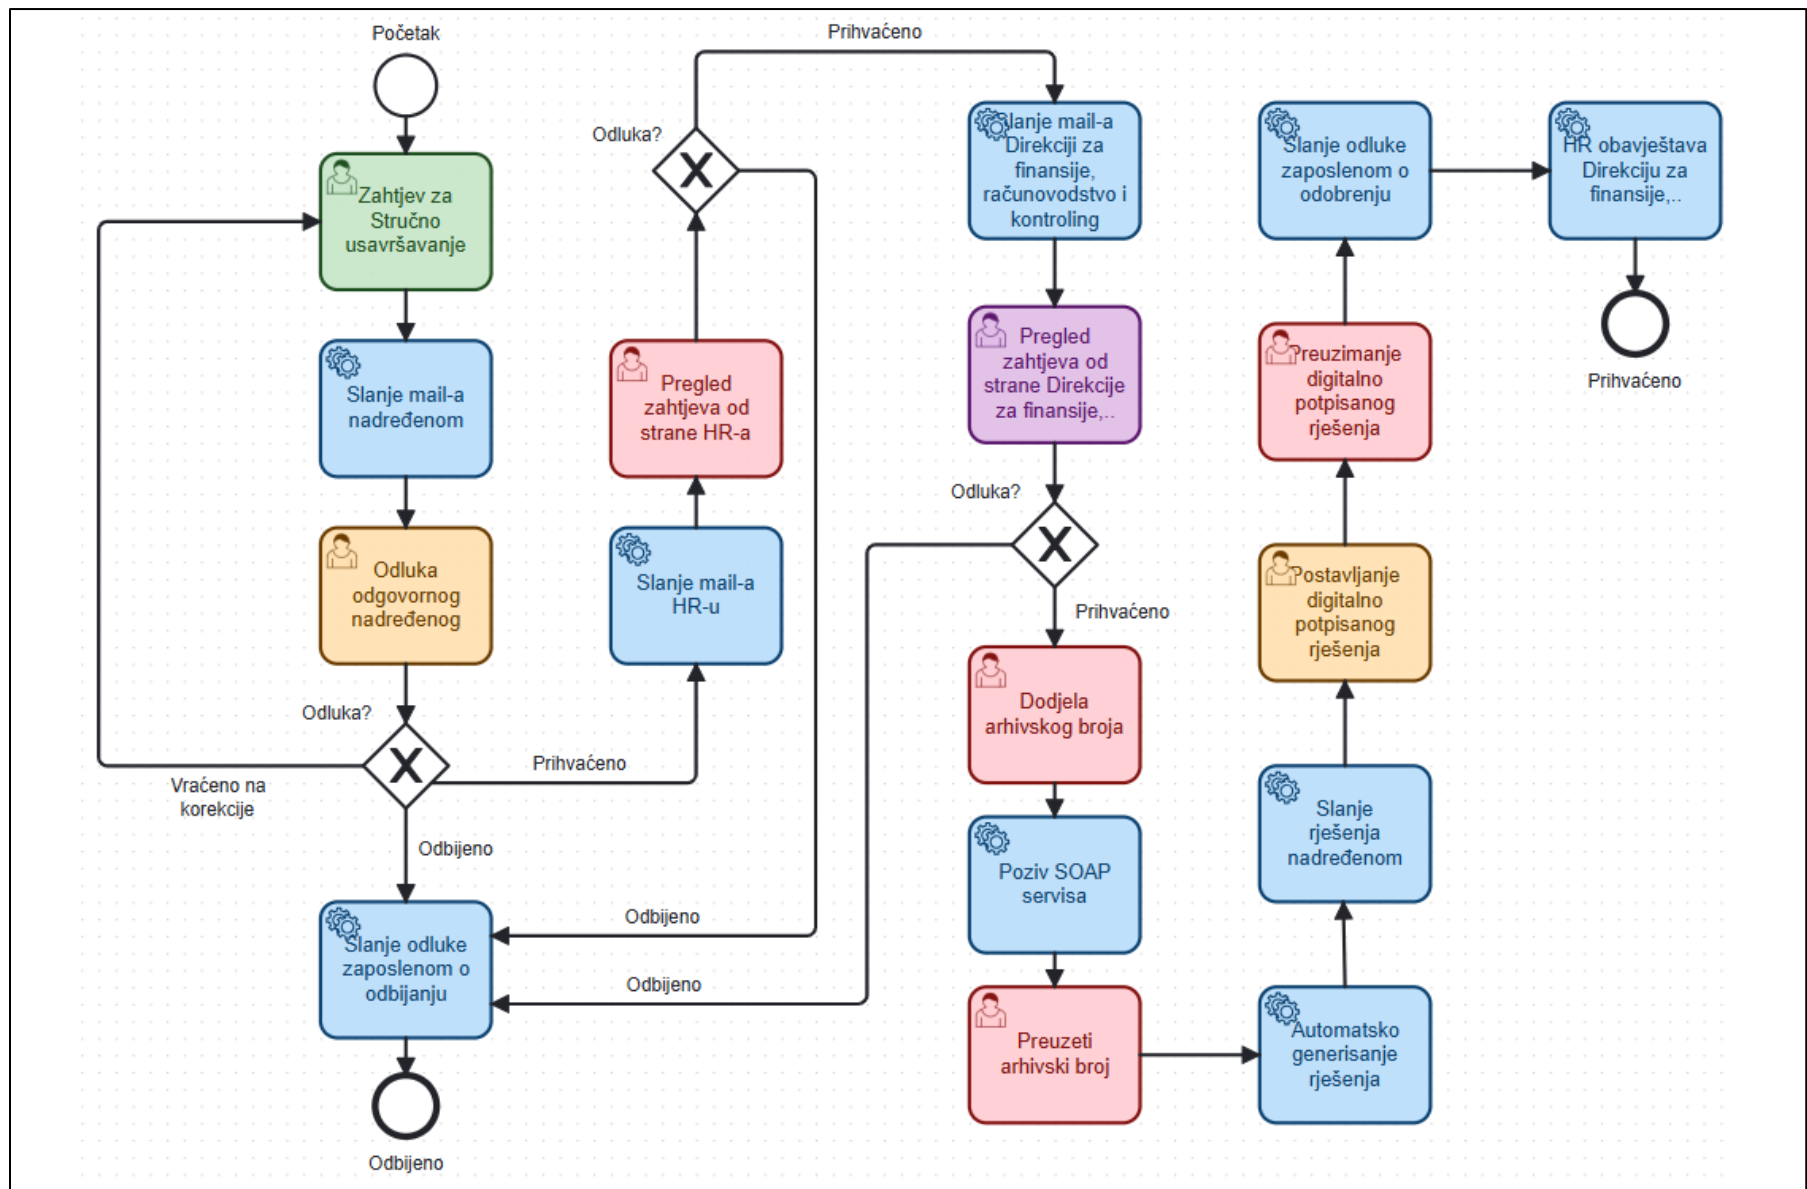 Početak
Zahtjev za
Stručno
usavršavanje
Slanje mail-a
nadređenom
Odluka
odgovornog
nadređenog
Odluka?
Vraćeno na
korekcije
Prihvaćeno
Odbijeno
Slanje odluke
zaposlenom o
odbijanju
Odbijeno
Slanje mail-a
HR-u
Pregled
zahtjeva od
strane HR-a
Odluka?
Prihvaćeno
Odbijeno
Slanje mail-a
Direkciji za
finansije,
računovodstvo i
kontroling
Pregled
zahtjeva od
strane Direkcije
za finansije,..
Odluka?
Odbijeno
Prihvaćeno
Dodjela
arhivskog broja
Poziv SOAP
servisa
Preuzeti
arhivski broj
Automatsko
generisanje
rješenja
Slanje
rješenja
nadređenom
Postavljanje
digitalno
potpisanog
rješenja
Preuzimanje
digitalno
potpisanog
rješenja
Slanje odluke
zaposlenom o
odobrenju
HR obavještava
Direkciju za
finansije,..
Prihvaćeno